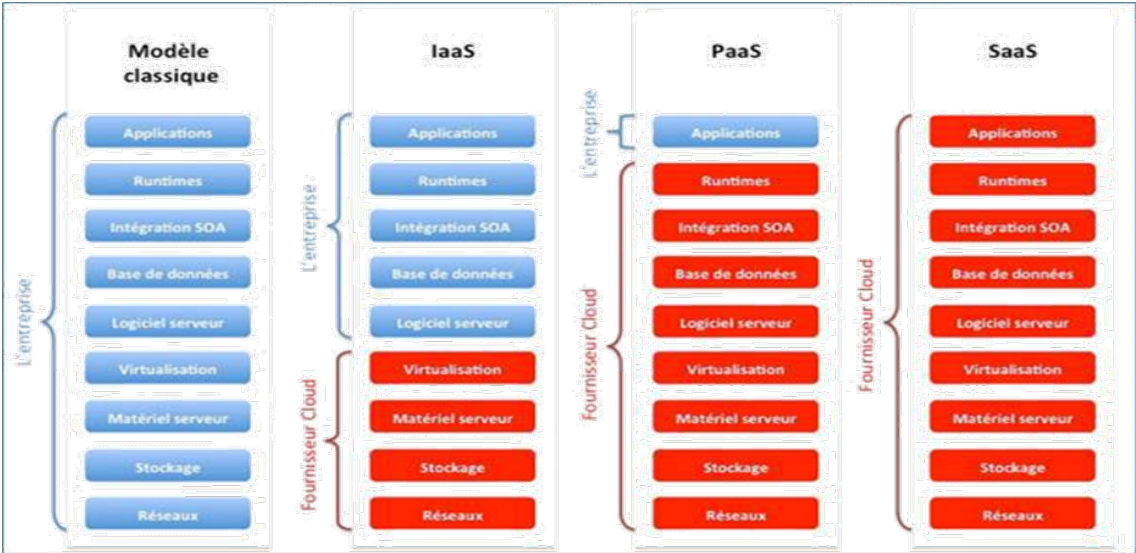 Modèle
classique
L'entreprise
Applications
Runtimes
Intégration SOA
Base de données
Logiciel serveur
Virtualisation
Matériel serveur
Stockage
Réseaux
IaaS
L'entreprise
Applications
Runtimes
Intégration SOA
Base de données
Logiciel serveur
Fournisseur Cloud
Virtualisation
Matériel serveur
Stockage
Réseaux
PaaS
L'entreprise
Applications
Fournisseur Cloud
Runtimes
Intégration SOA
Base de données
Logiciel serveur
Virtualisation
Matériel serveur
Stockage
Réseaux
SaaS
Fournisseur Cloud
Applications
Runtimes
Intégration SOA
Base de données
Logiciel serveur
Virtualisation
Matériel serveur
Stockage
Réseaux